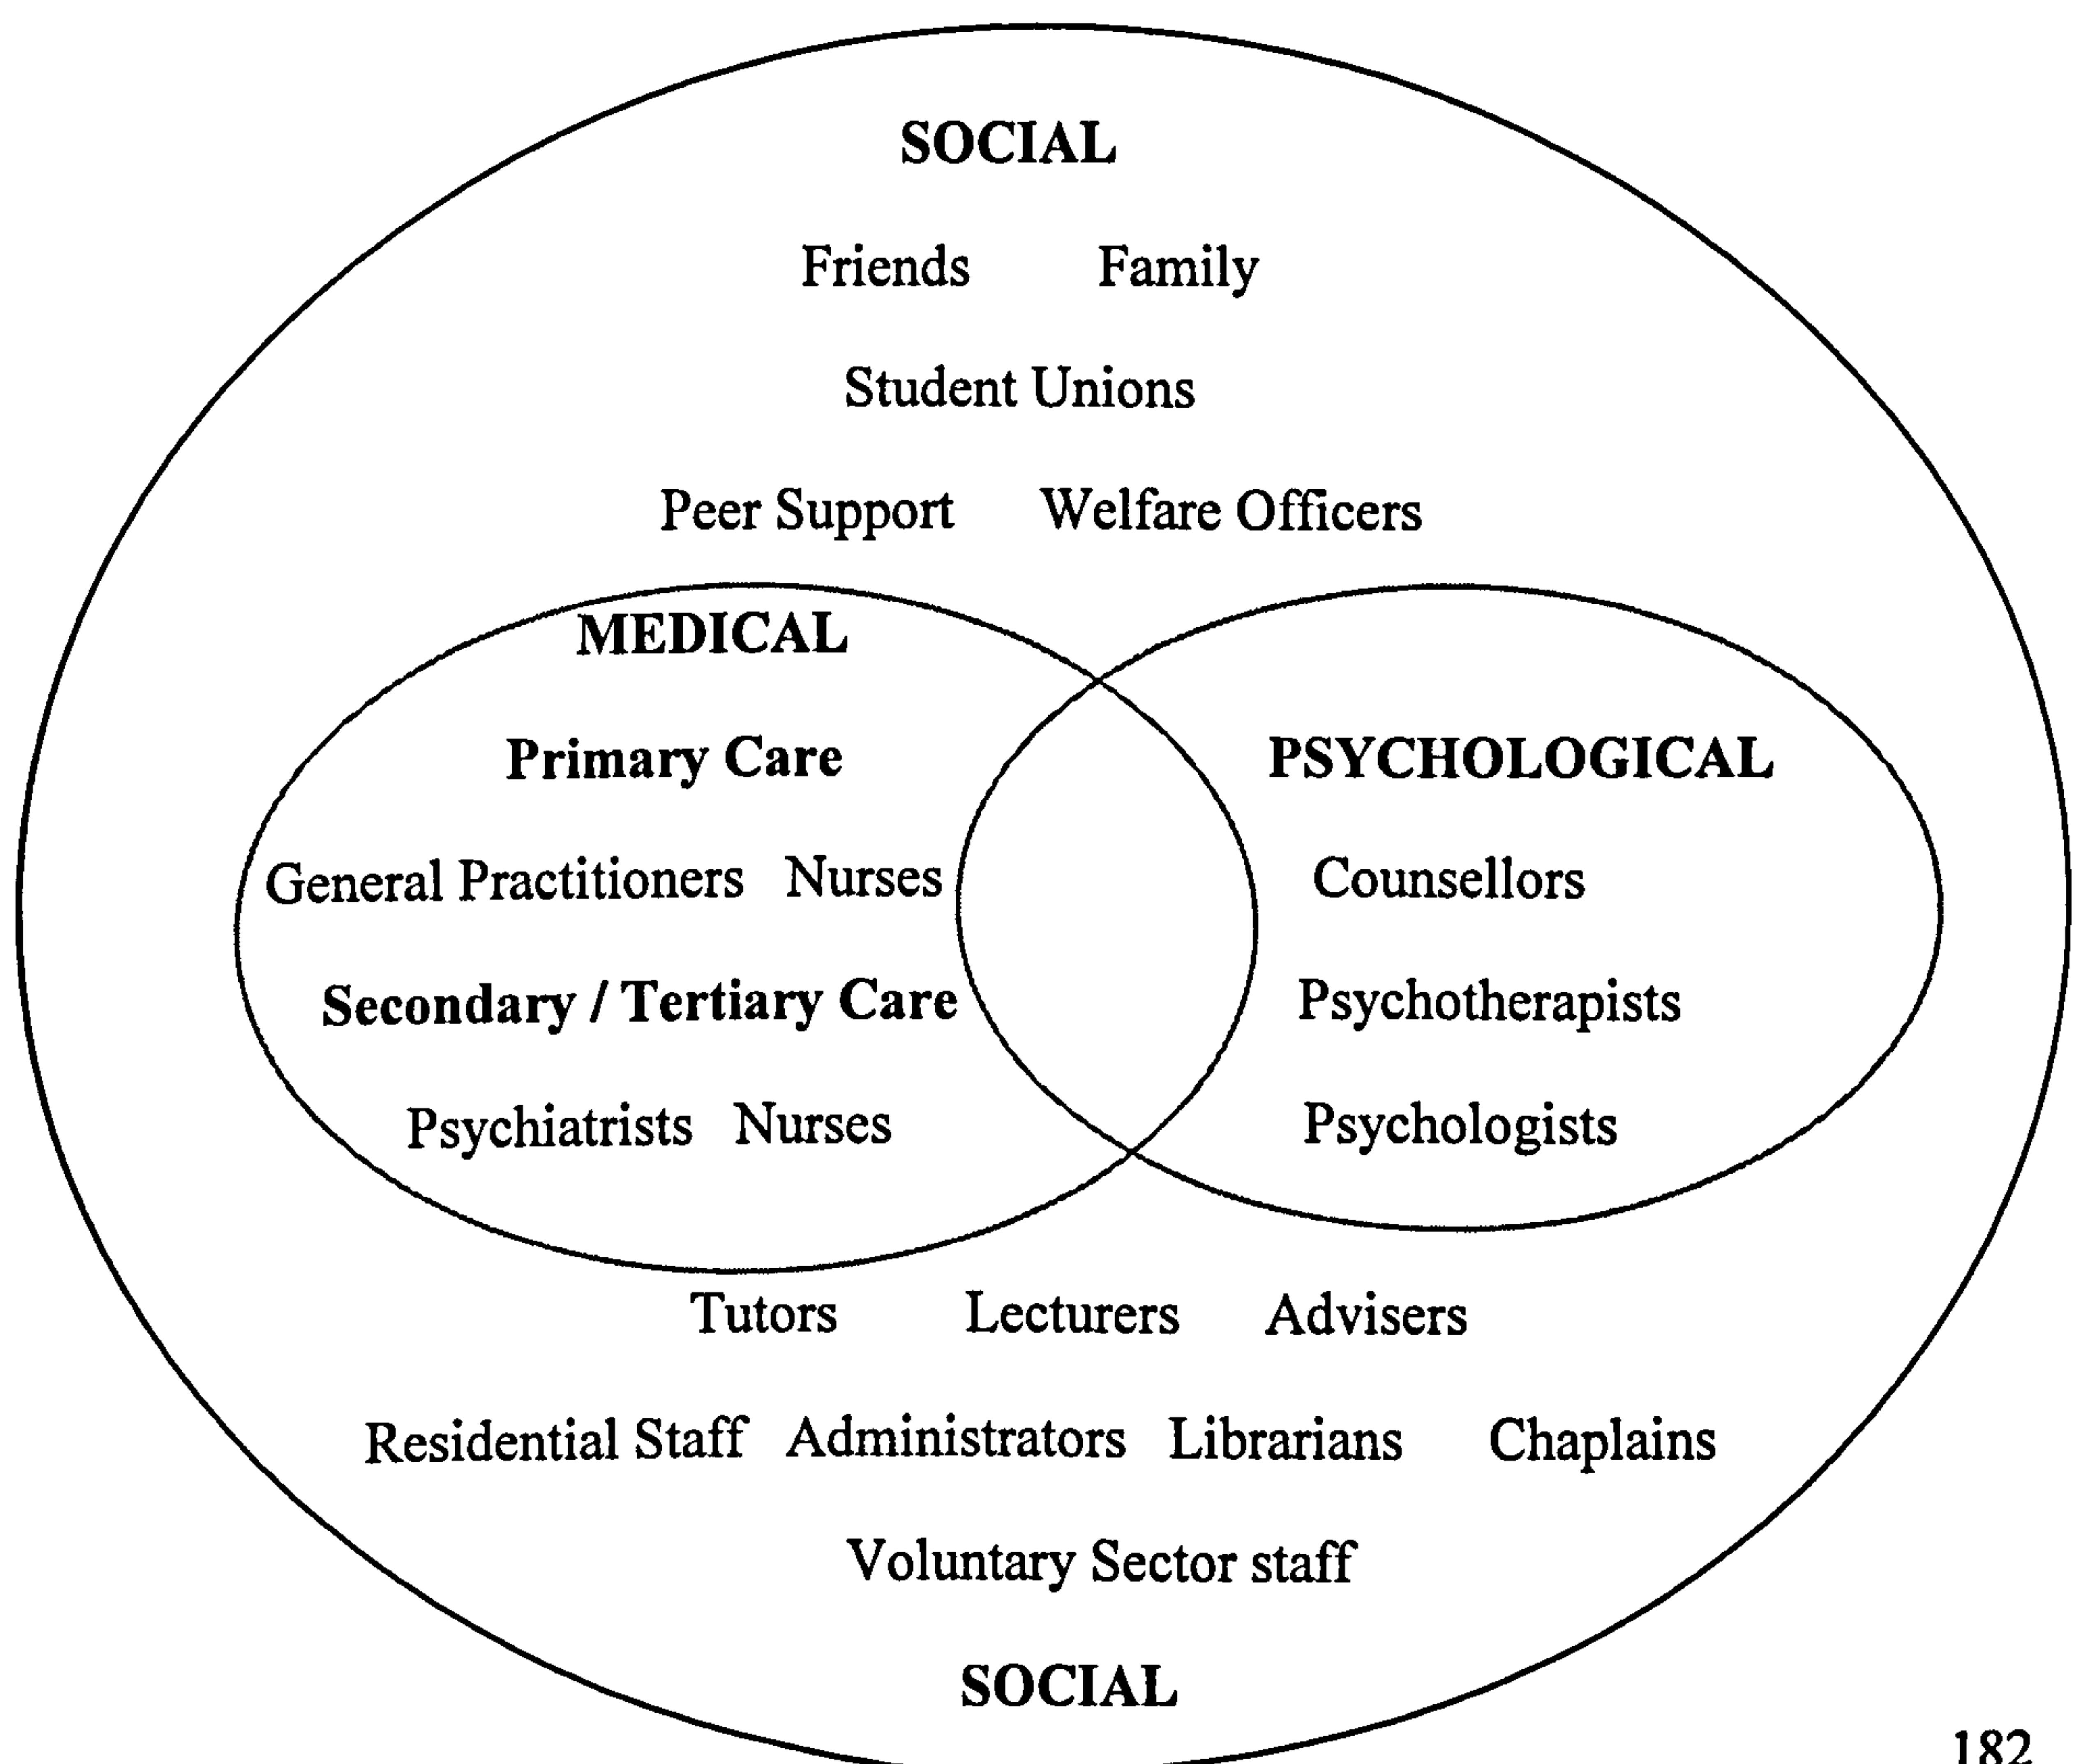 SOCIAL
Friends Family
Student Unions
Peer Support Welfare Officers
MEDICAL
Primary Care PSYCHOLOGICAL
General Practitioners Nurses Counsellors
Secondary / Tertiary Care Psychotherapists
Psychiatrists Nurses Psychologists
Tutors Lecturers Advisers
Residential Staff Administrators Librarians Chaplains
Voluntary Sector staff
SOCIAL
182